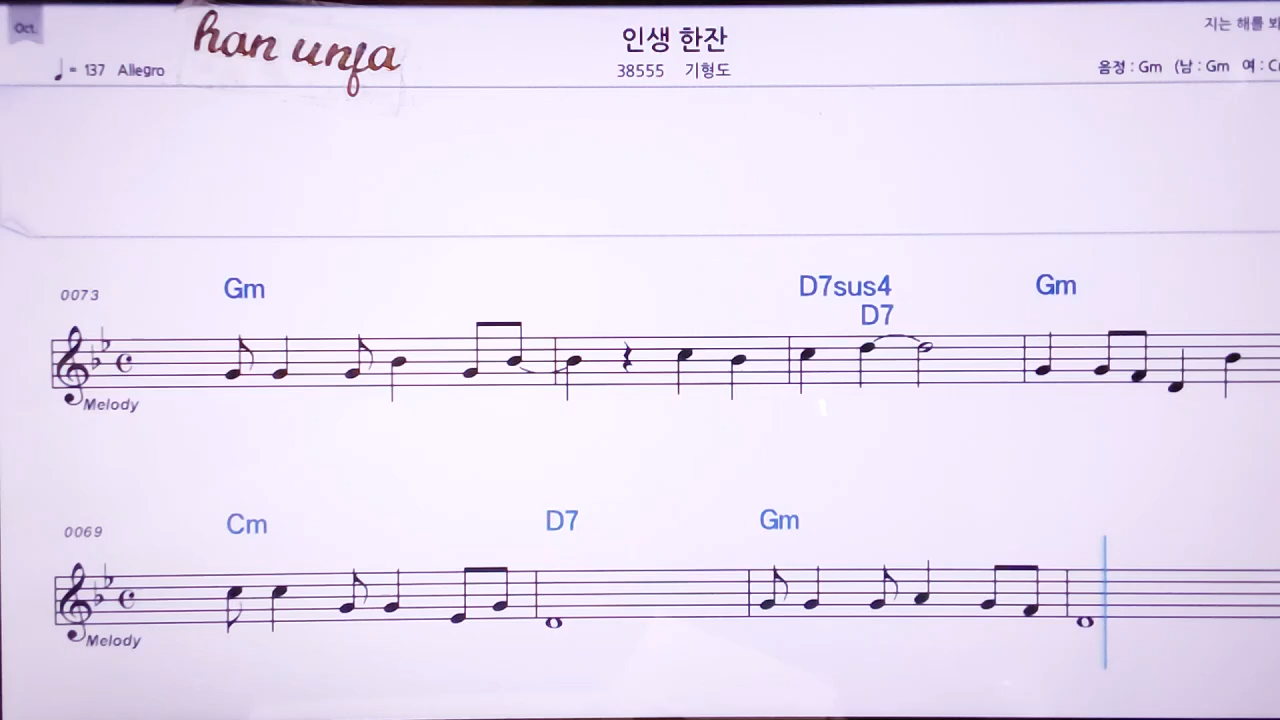 Oct.
han unja
인생 한잔
지는 해를
♩ = 137 Allegro
38555 기형도
음정 : Gm (남 : Gm 여 :
0073
Gm
D7sus4
D7
Gm
Melody
0069
Cm
D7
Gm
Melody